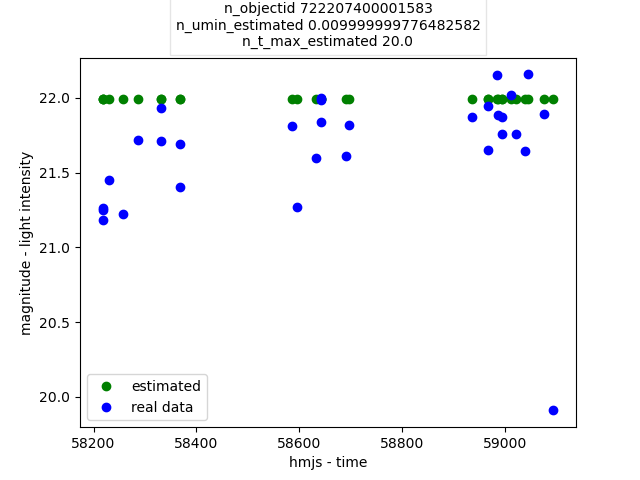 n_objectid 722207400001583
n_umin_estimated 0.009999999776482582
n_t_max_estimated 20.0
22.0
21.5
21.0
20.5
20.0
magnitude - light intensity
estimated
real data
58200
58400
58600
58800
59000
hmjs - time